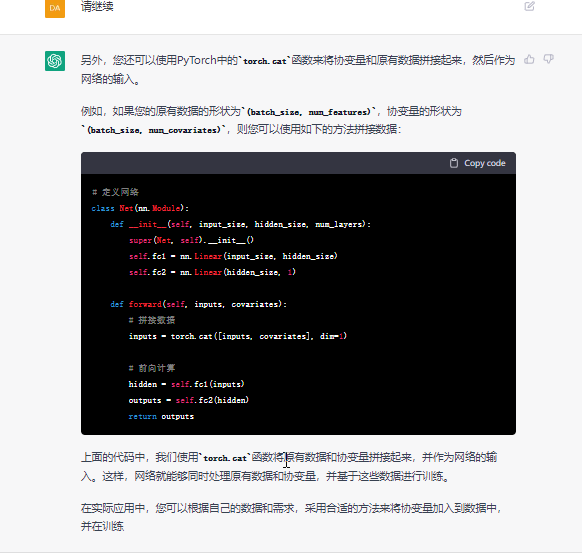 DA
请继续
另外，您还可以使用PyTorch中的`torch.cat`函数来将协变量和原有数据拼接起来，然后作为
网络的输入。
例如，如果您的原有数据的形状为`(batch_size, num_features)`，协变量的形状为
`(batch_size, num_covariates)`，则您可以使用如下的方法拼接数据：
Copy code
# 定义网络
class Net(nn.Module):
    def __init__(self, input_size, hidden_size, num_layers):
        super(Net, self).__init__()
        self.fc1 = nn.Linear(input_size, hidden_size)
        self.fc2 = nn.Linear(hidden_size, 1)
    def forward(self, inputs, covariates):
        # 拼接数据
        inputs = torch.cat([inputs, covariates], dim=1)
        # 前向计算
        hidden = self.fc1(inputs)
        outputs = self.fc2(hidden)
        return outputs
上面的代码中，我们使用`torch.cat`函数将原有数据和协变量拼接起来，并作为网络的输
入。这样，网络就能够同时处理原有数据和协变量，并基于这些数据进行训练。
在实际应用中，您可以根据自己的数据和需求，采用合适的方法来将协变量加入到数据中，
并在训练